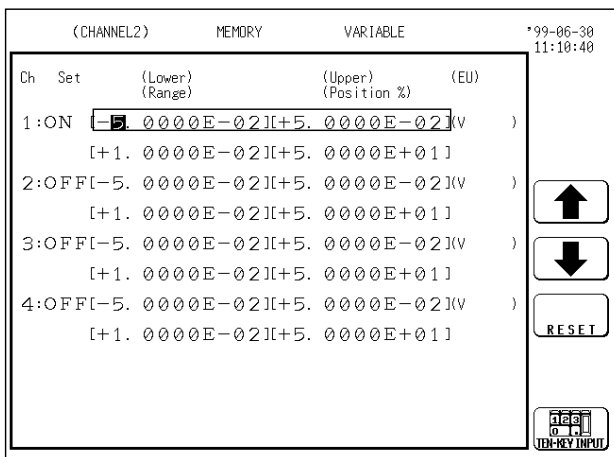 (CHANNEL2) MEMORY VARIABLE '99-06-30
11:10:40
Ch Set (Lower) (Upper) (EU)
(Range) (Position %)
1:ON [-5. 0000E-02][+5. 0000E-02](V )
[+1. 0000E-02][+5. 0000E+01]
2:OFF[-5. 0000E-02][+5. 0000E-02](V )
[+1. 0000E-02][+5. 0000E+01]
3:OFF[-5. 0000E-02][+5. 0000E-02](V )
[+1. 0000E-02][+5. 0000E+01]
4:OFF[-5. 0000E-02][+5. 0000E-02](V )
[+1. 0000E-02][+5. 0000E+01]
RESET
123
0 .
TEN-KEY INPUT